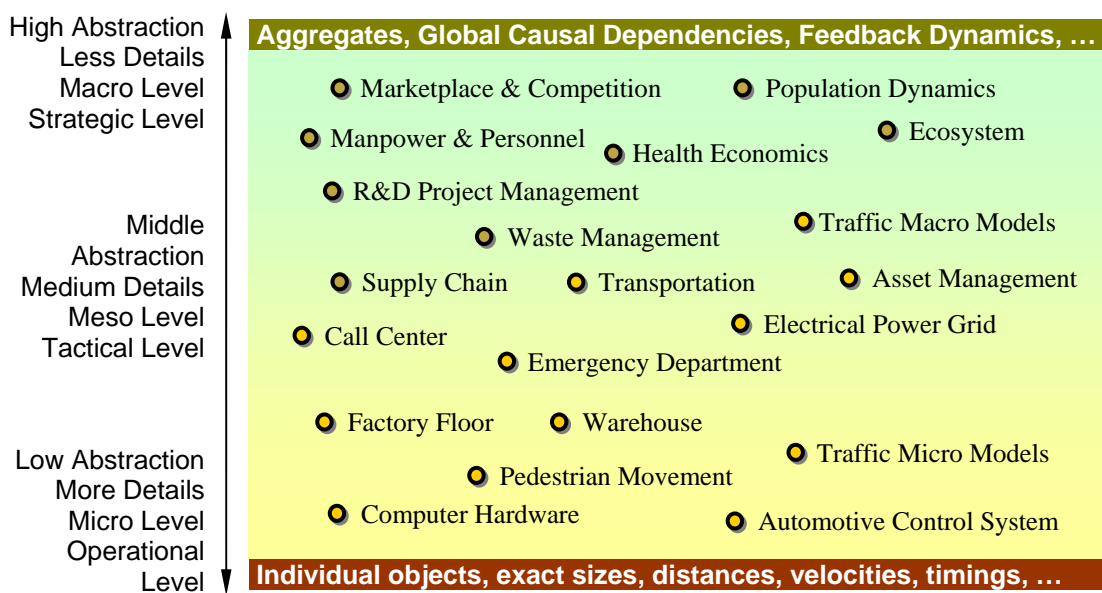 High Abstraction
Less Details
Macro Level
Strategic Level
Middle
Abstraction
Medium Details
Meso Level
Tactical Level
Low Abstraction
More Details
Micro Level
Operational
Level
Aggregates, Global Causal Dependencies, Feedback Dynamics, …
Marketplace & Competition
Population Dynamics
Manpower & Personnel
Ecosystem
Health Economics
R&D Project Management
Traffic Macro Models
Waste Management
Supply Chain
Transportation
Asset Management
Call Center
Electrical Power Grid
Emergency Department
Factory Floor
Warehouse
Traffic Micro Models
Pedestrian Movement
Computer Hardware
Automotive Control System
Individual objects, exact sizes, distances, velocities, timings, …